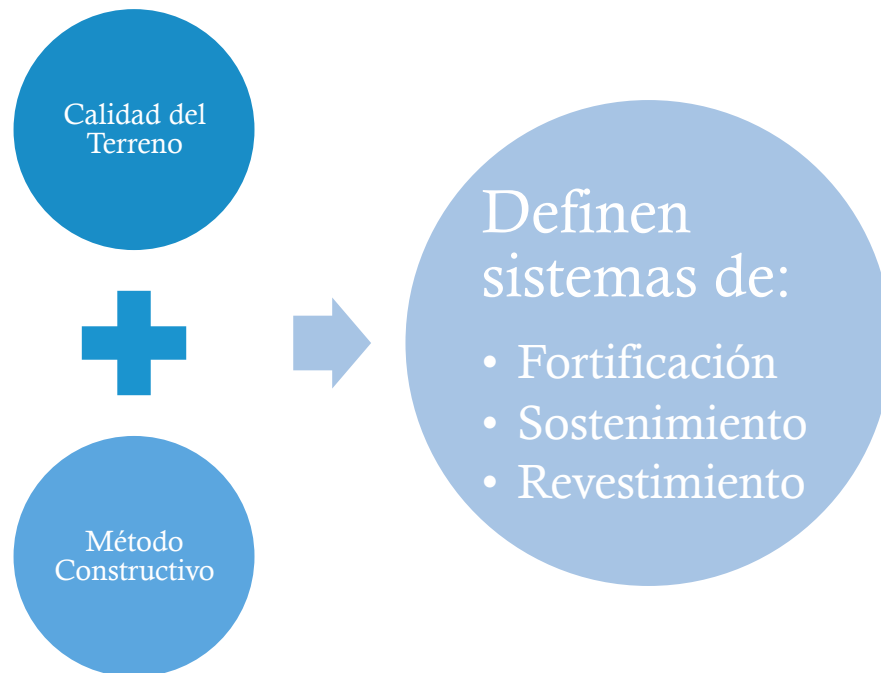 Calidad del
Terreno
Método
Constructivo
Definen
sistemas de:
• Fortificación
• Sostenimiento
• Revestimiento